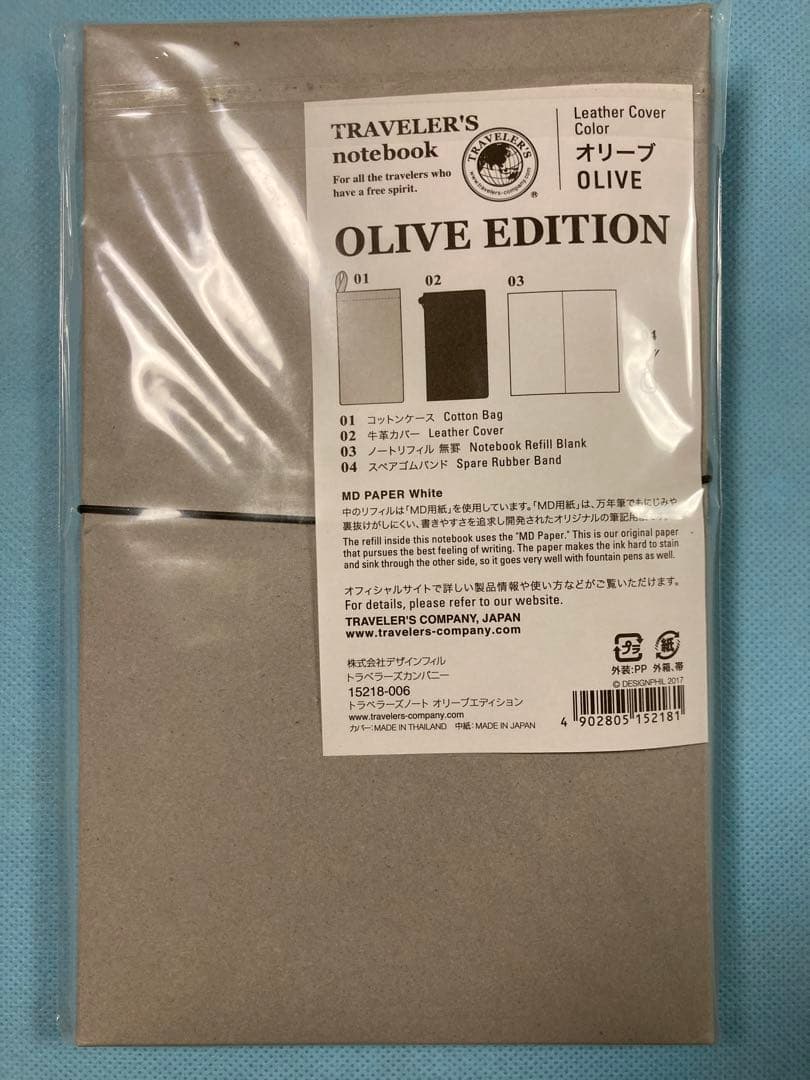 TRAVELER'S
notebook
For all the travelers who
have a free spirit.
TRAVELER'S
www.travelers-company.com
®
Leather Cover
Color
オリーブ
OLIVE
OLIVE EDITION
01
02
03
01 コットンケース Cotton Bag
02 牛革カバー Leather Cover
03 ノートリフィル 無罫 Notebook Refill Blank
04 スペアゴムバンド Spare Rubber Band
MD PAPER White
中のリフィルは「MD用紙」を使用しています。「MD用紙」は、万年筆でもにじみや
裏抜けがしにくい、書きやすさを追求し開発されたオリジナルの筆記用
The refill inside this notebook uses the "MD Paper." This is our original paper
that pursues the best feeling of writing. The paper makes the ink hard to stain
and sink through the other side, so it goes very well with fountain pens as well.
オフィシャルサイトで詳しい製品情報や使い方などがご覧いただけます。
For details, please refer to our website.
TRAVELER'S COMPANY, JAPAN
www.travelers-company.com
株式会社デザインフィル
トラベラーズカンパニー
15218-006
トラベラーズノート オリーブエディション
www.travelers-company.com
カバー:MADE IN THAILAND 中紙:MADE IN JAPAN
プラ
紙
外装:PP 外箱、帯
© DESIGNPHIL 2017
4 902805 152181